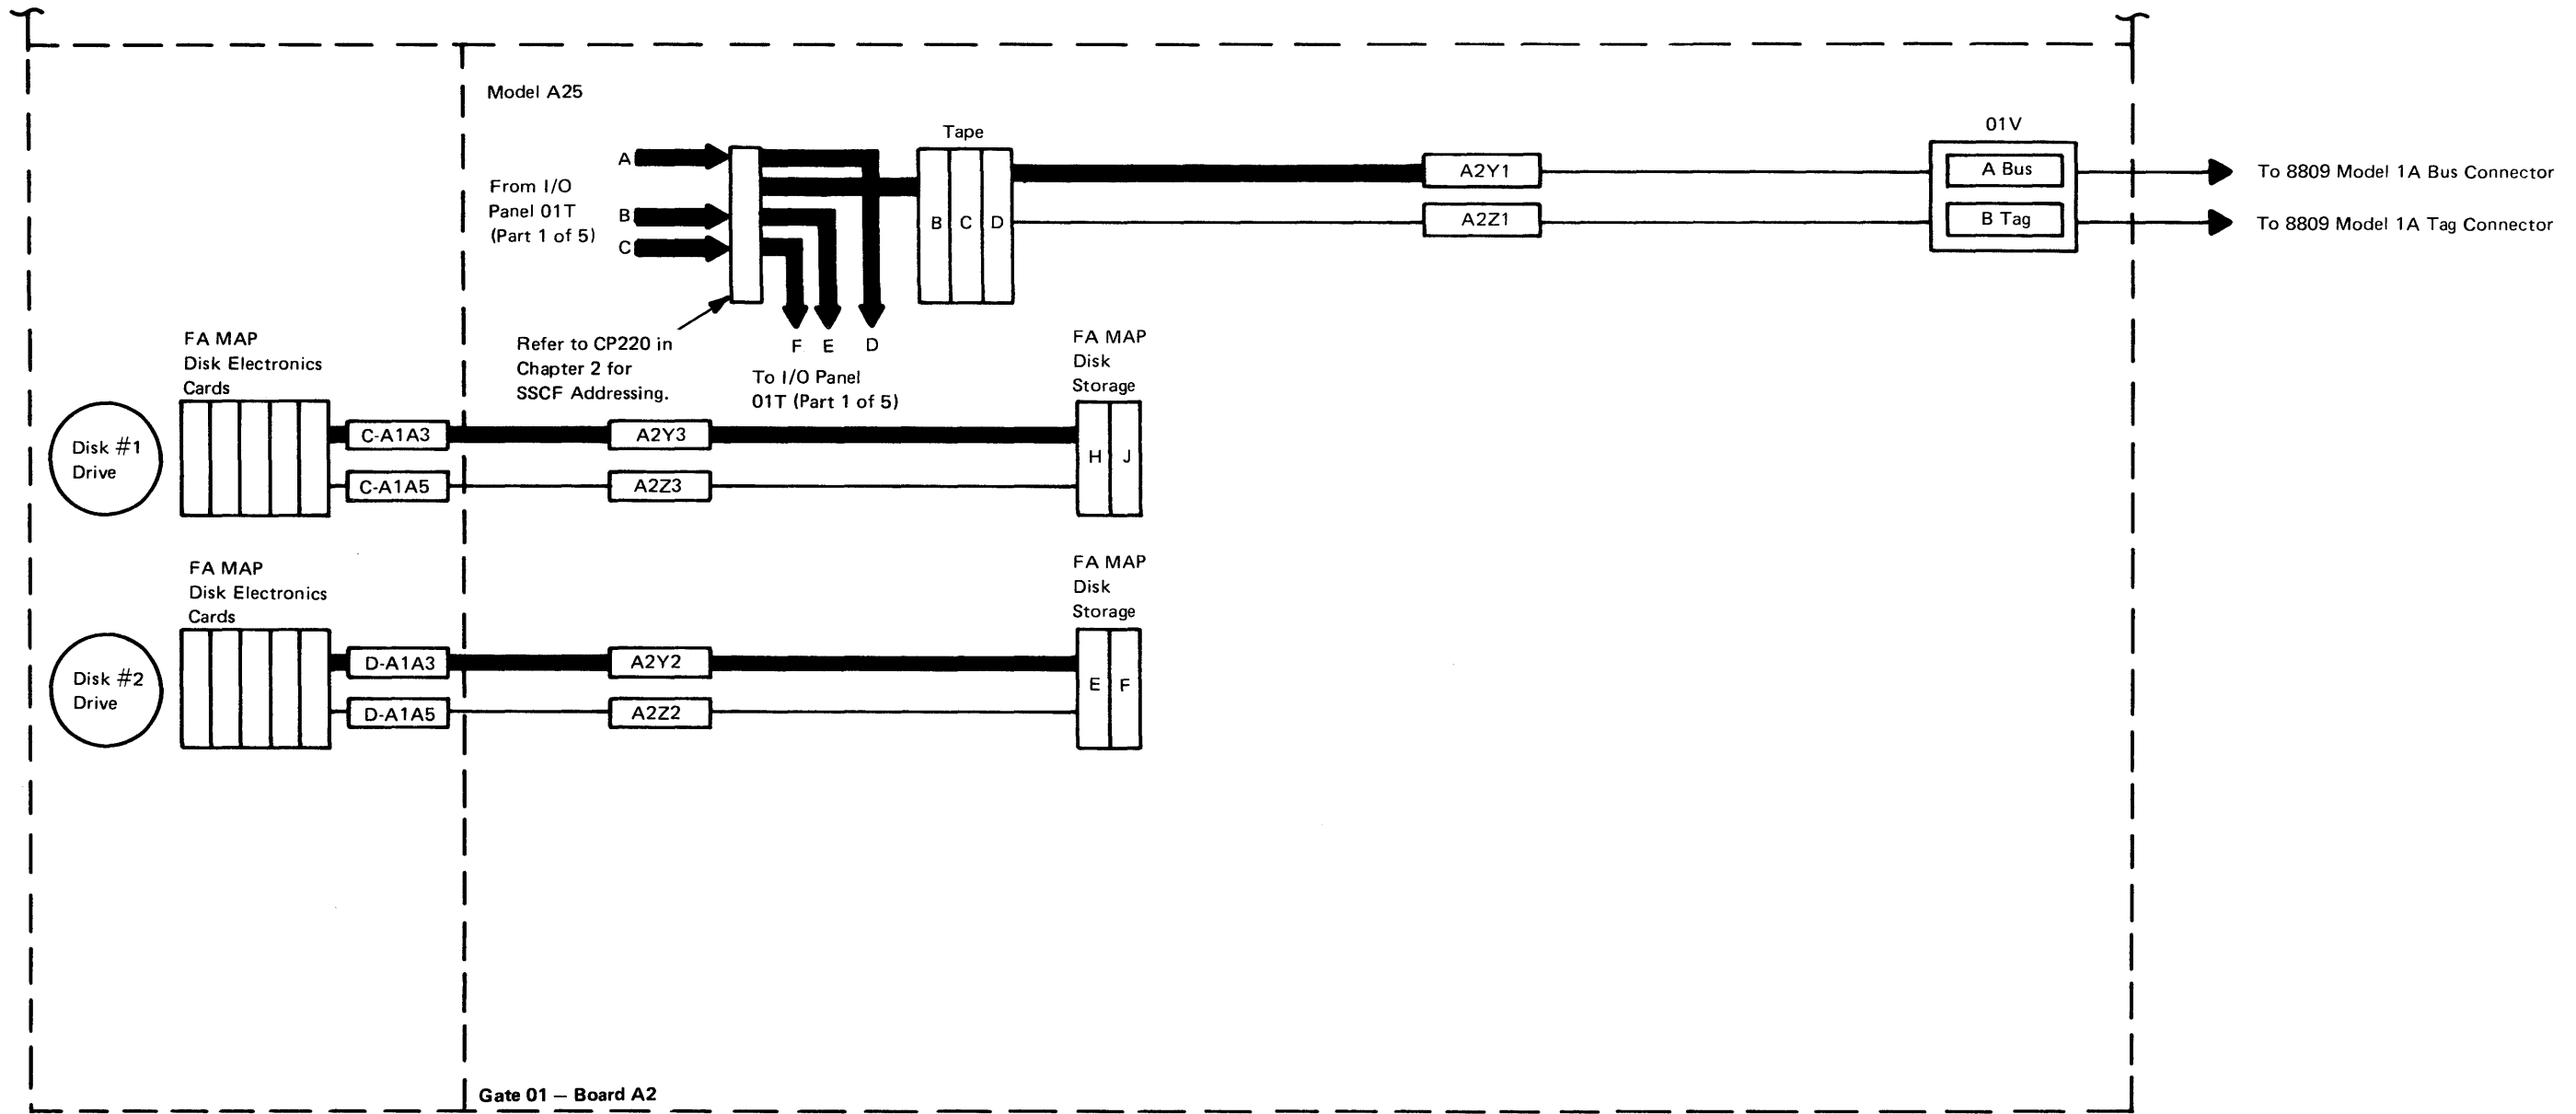 Model A25
Tape
01V
A
From I/O
Panel 01T
(Part 1 of 5)
B
C
B C D
A2Y1
A Bus
To 8809 Model 1A Bus Connector
A2Z1
B Tag
To 8809 Model 1A Tag Connector
F E D
Refer to CP220 in
Chapter 2 for
SSCF Addressing.
To I/O Panel
01T (Part 1 of 5)
FA MAP
Disk Electronics
Cards
FA MAP
Disk
Storage
Disk #1
Drive
C-A1A3
A2Y3
H J
C-A1A5
A2Z3
FA MAP
Disk Electronics
Cards
FA MAP
Disk
Storage
Disk #2
Drive
D-A1A3
A2Y2
E F
D-A1A5
A2Z2
Gate 01 – Board A2